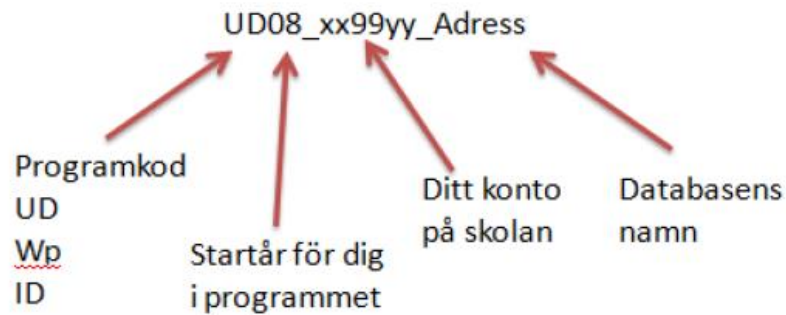 UD08_xx99yy_Adress
Programkod
UD
Wp
ID
Startår för dig
i programmet
Ditt konto
på skolan
Databasens
namn